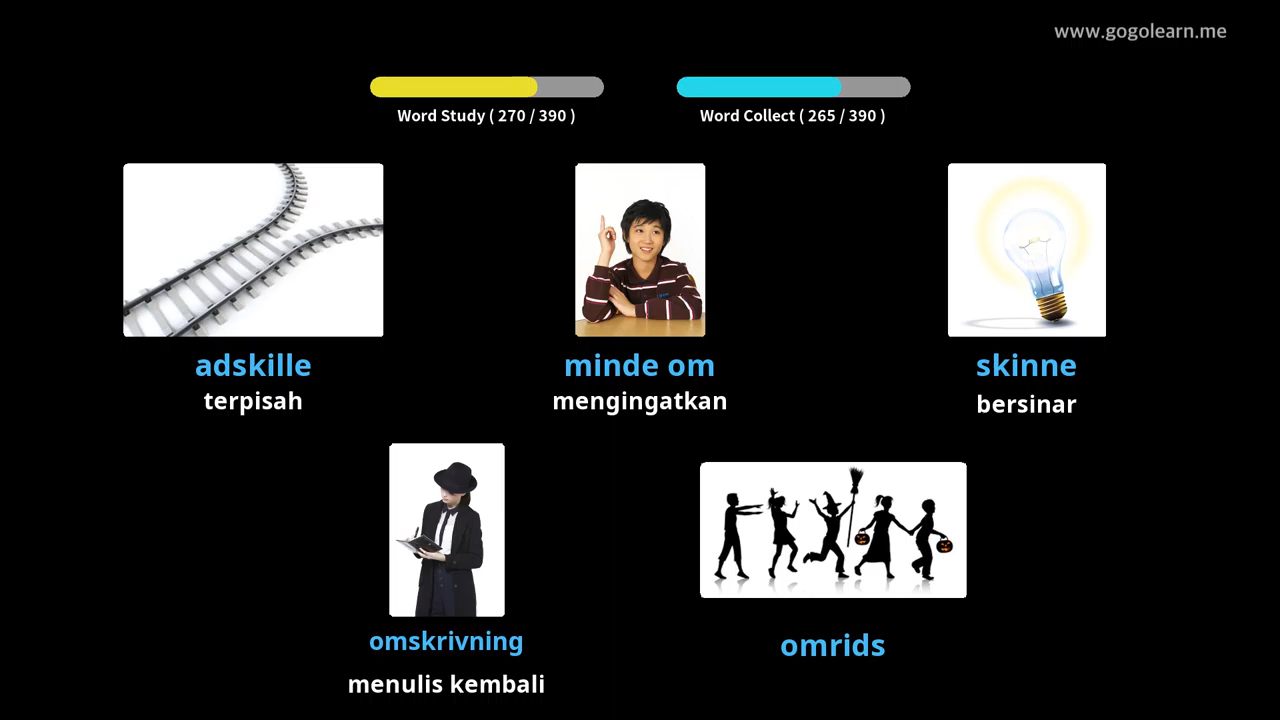 www.gogolearn.me
Word Study ( 270 / 390 )
Word Collect ( 265 / 390 )
adskille
terpisah
minde om
mengingatkan
skinne
bersinar
omskrivning
menulis kembali
omrids